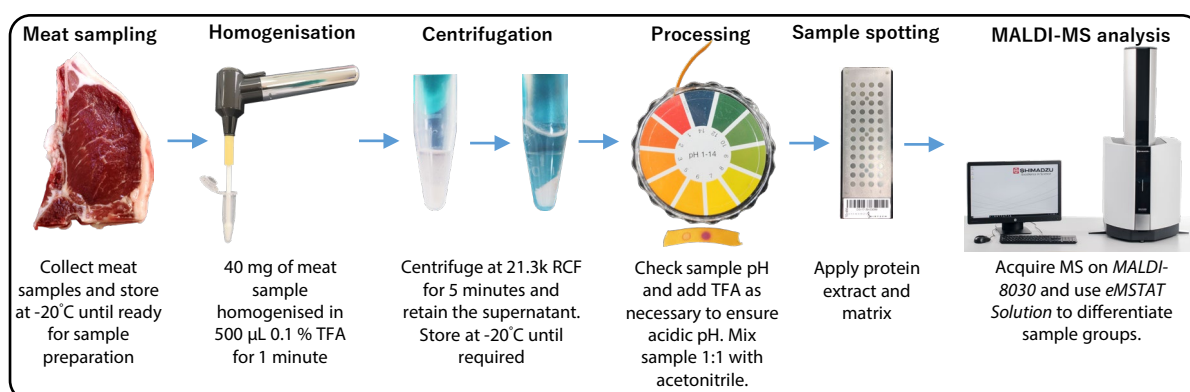 Meat sampling
Homogenisation
Centrifugation
Processing
Sample spotting
MALDI-MS analysis
pH 1-14
SHIMADZU
Collect meat
samples and store
at -20°C until ready
for sample
preparation
40 mg of meat
sample
homogenised in
500 µL 0.1 % TFA
for 1 minute
Centrifuge at 21.3k RCF
for 5 minutes and
retain the supernatant.
Store at -20°C until
required
Check sample pH
and add TFA as
necessary to ensure
acidic pH. Mix
sample 1:1 with
acetonitrile.
Apply protein
extract and
matrix
Acquire MS on MALDI-
8030 and use eMSTAT
Solution to differentiate
sample groups.